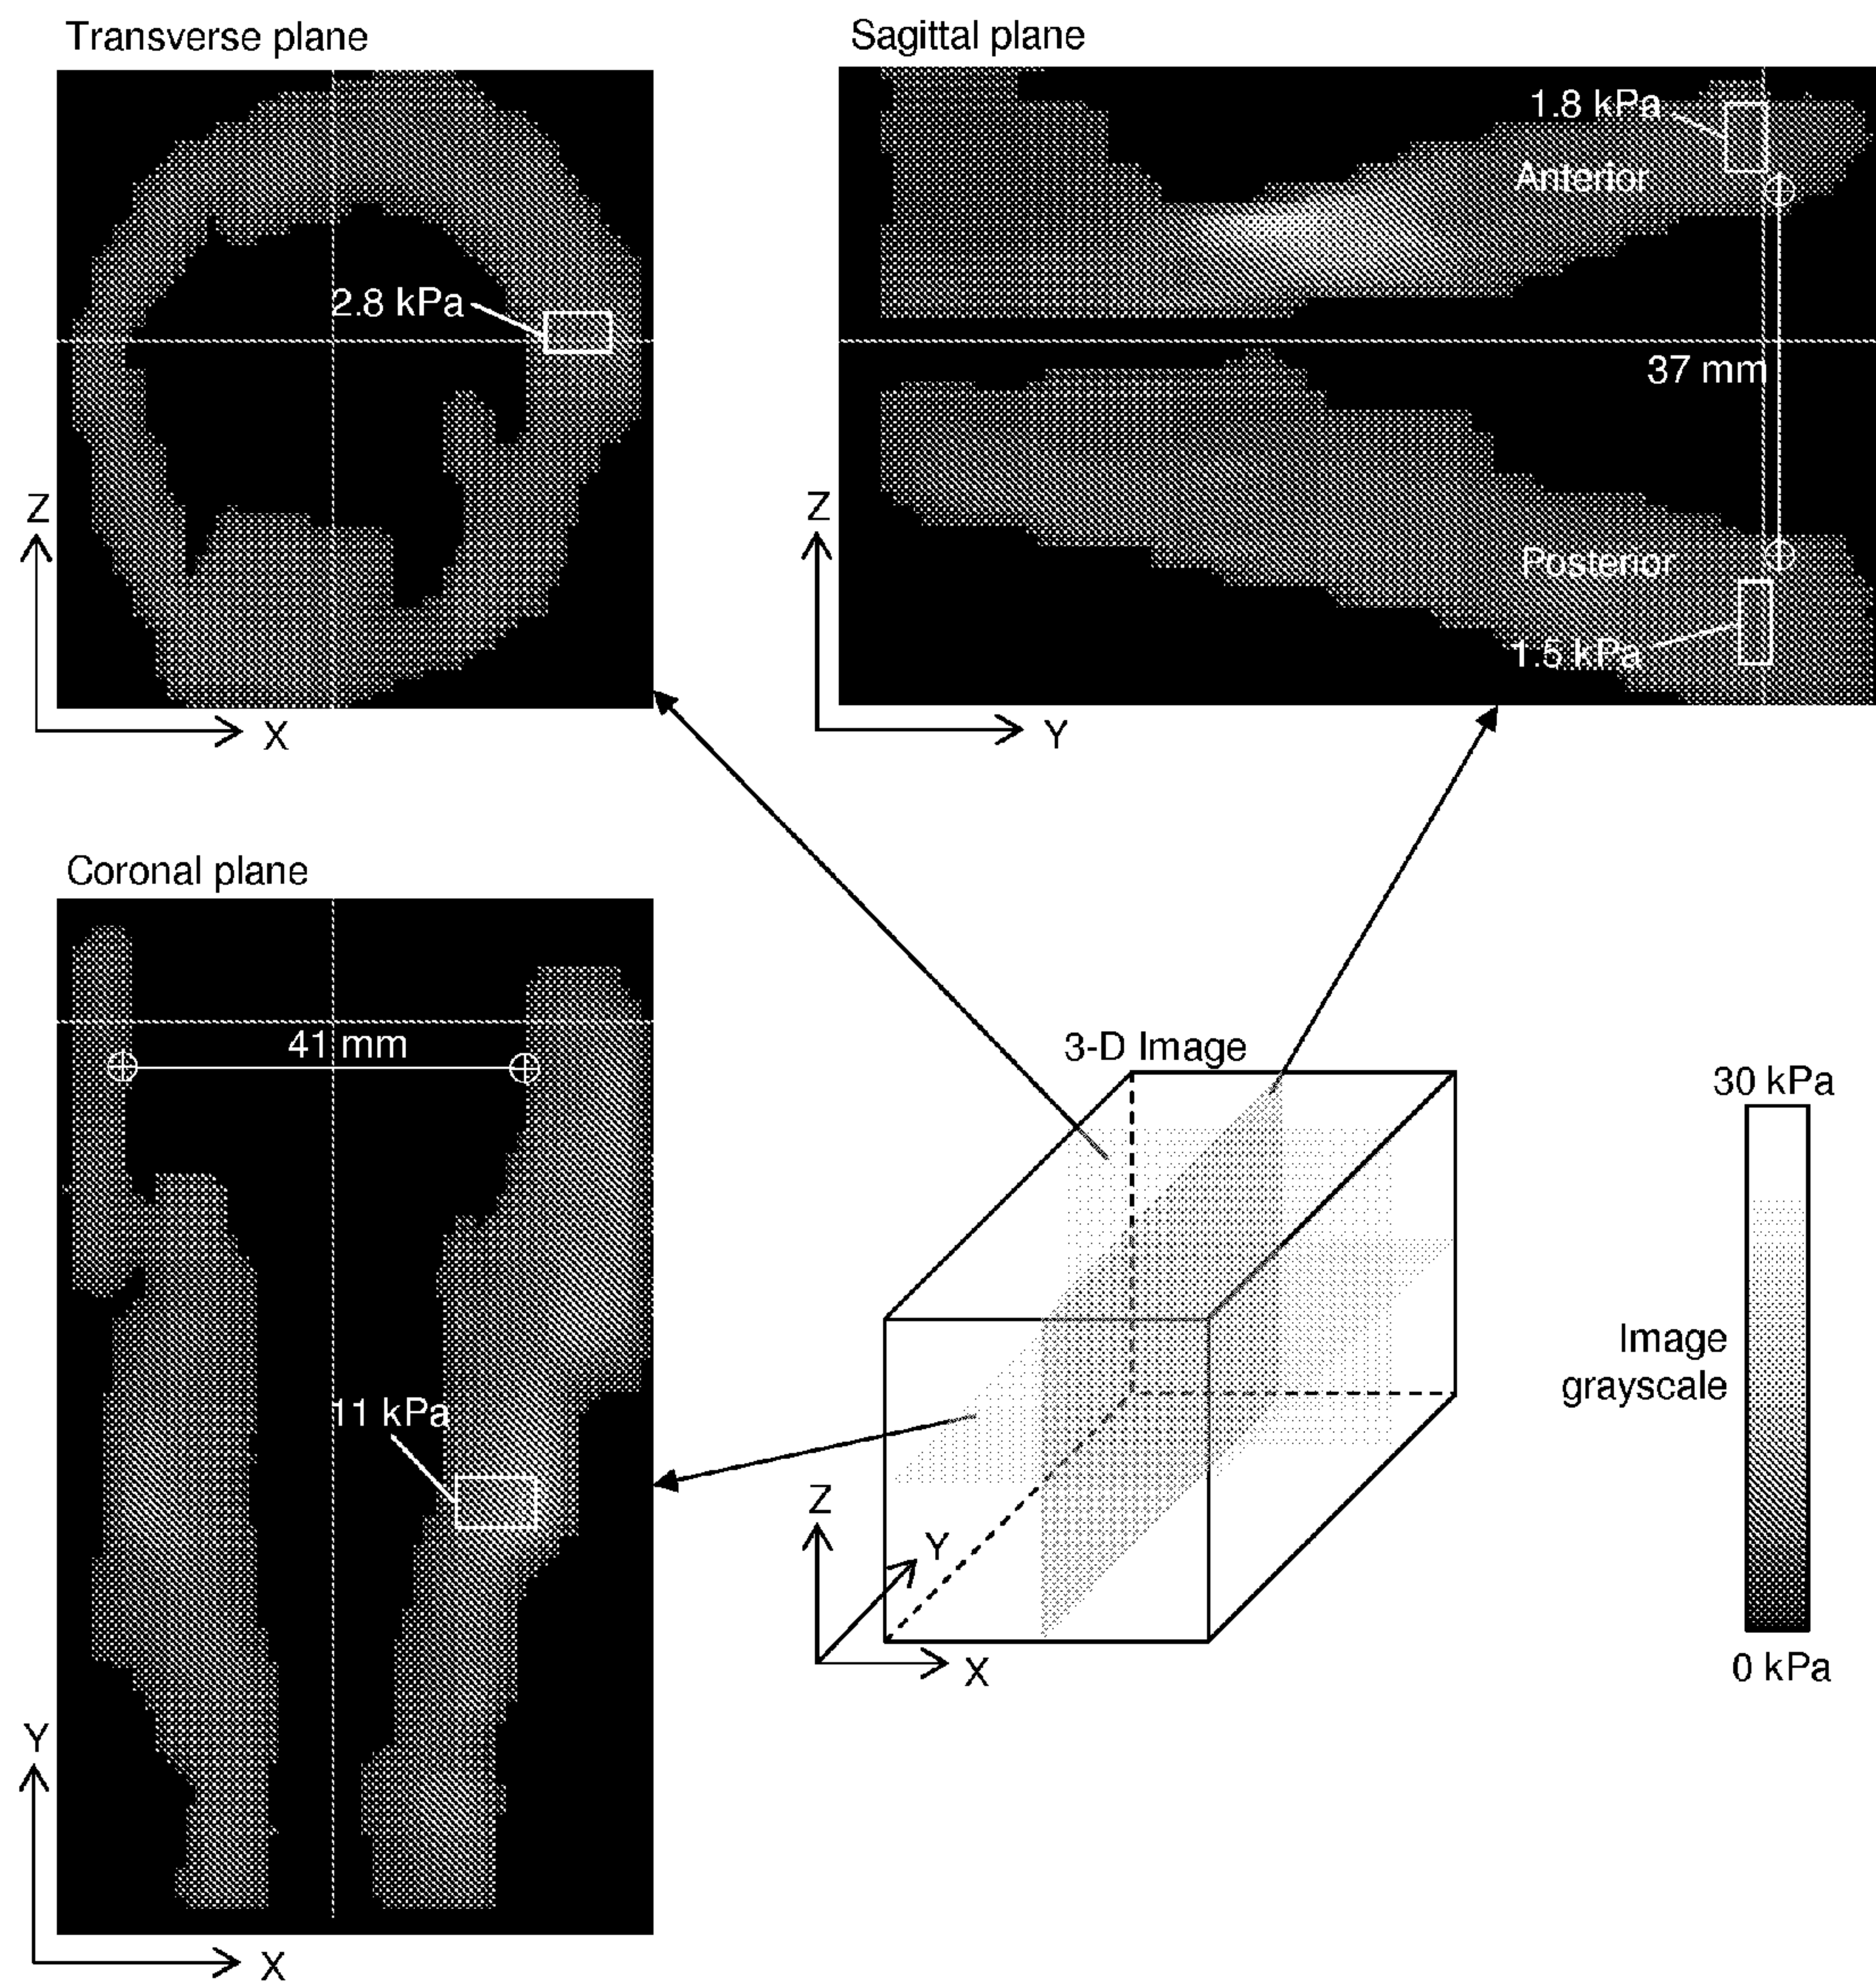 Transverse plane
2.8 kPa
Z
X
Sagittal plane
1.8 kPa
Anterior
37 mm
Posterior
1.5 kPa
Z
Y
Coronal plane
41 mm
11 kPa
Y
X
3-D Image
Z
Y
X
30 kPa
Image
grayscale
0 kPa